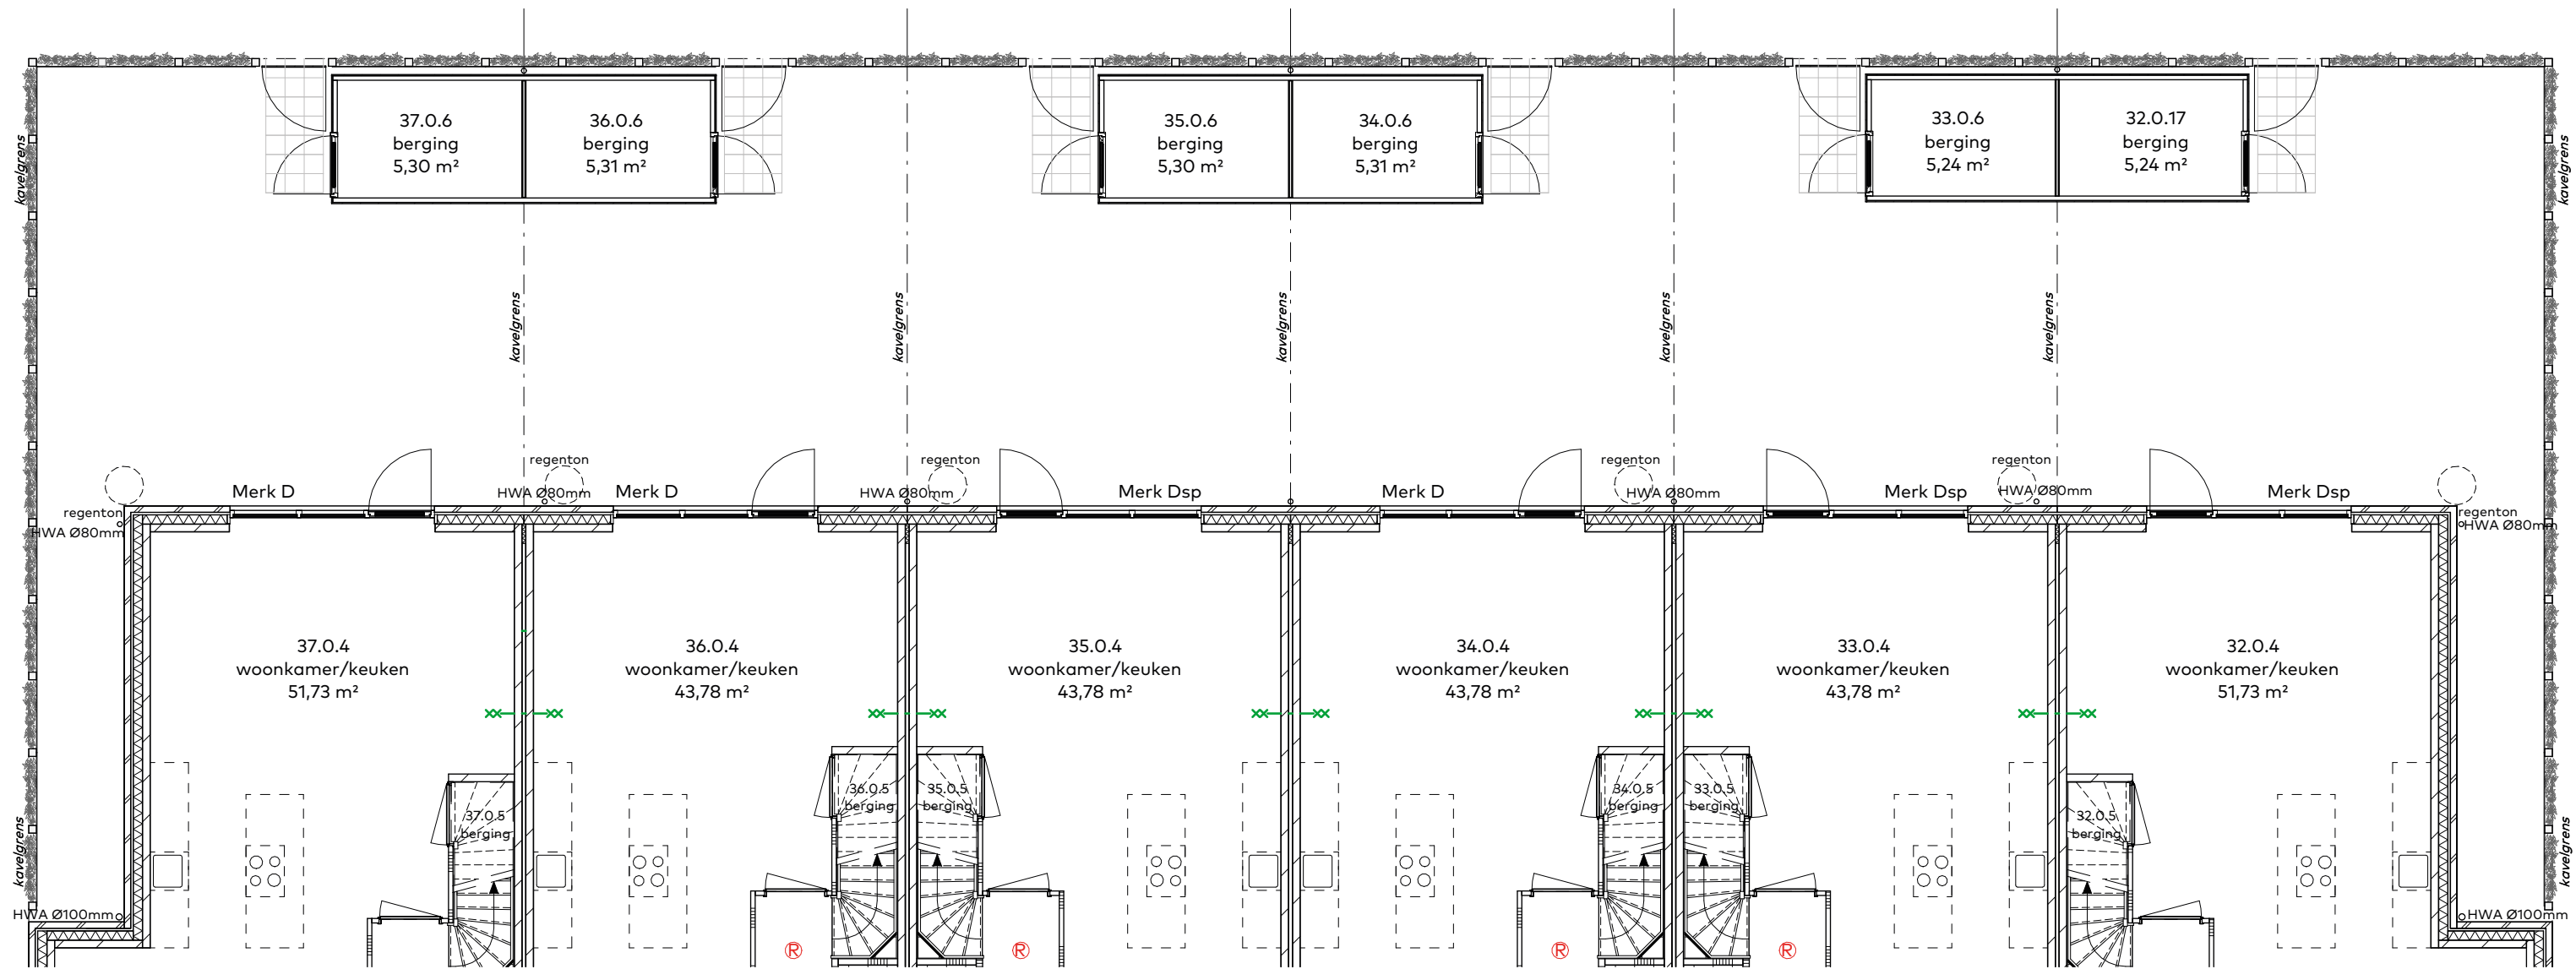 37.0.6
berging
5,30 m²
36.0.6
berging
5,31 m²
35.0.6
berging
5,30 m²
34.0.6
berging
5,31 m²
33.0.6
berging
5,24 m²
32.0.17
berging
5,24 m²
kavelgrens
kavelgrens
kavelgrens
kavelgrens
kavelgrens
kavelgrens
kavelgrens
regenton
regenton
regenton
regenton
Merk D
HWA Ø80mm
Merk D
HWA Ø80mm
Merk Dsp
Merk D
HWA Ø80mm
Merk Dsp
HWA Ø80mm
Merk Dsp
regenton
HWA Ø80mm
regenton
HWA Ø80mm
37.0.4
woonkamer/keuken
51,73 m²
36.0.4
woonkamer/keuken
43,78 m²
35.0.4
woonkamer/keuken
43,78 m²
34.0.4
woonkamer/keuken
43,78 m²
33.0.4
woonkamer/keuken
43,78 m²
32.0.4
woonkamer/keuken
51,73 m²
37.0.5
berging
36.0.5
berging
35.0.5
berging
34.0.5
berging
33.0.5
berging
32.0.5
berging
kavelgrens
kavelgrens
HWA Ø100mm
HWA Ø100mm
®
®
®
®